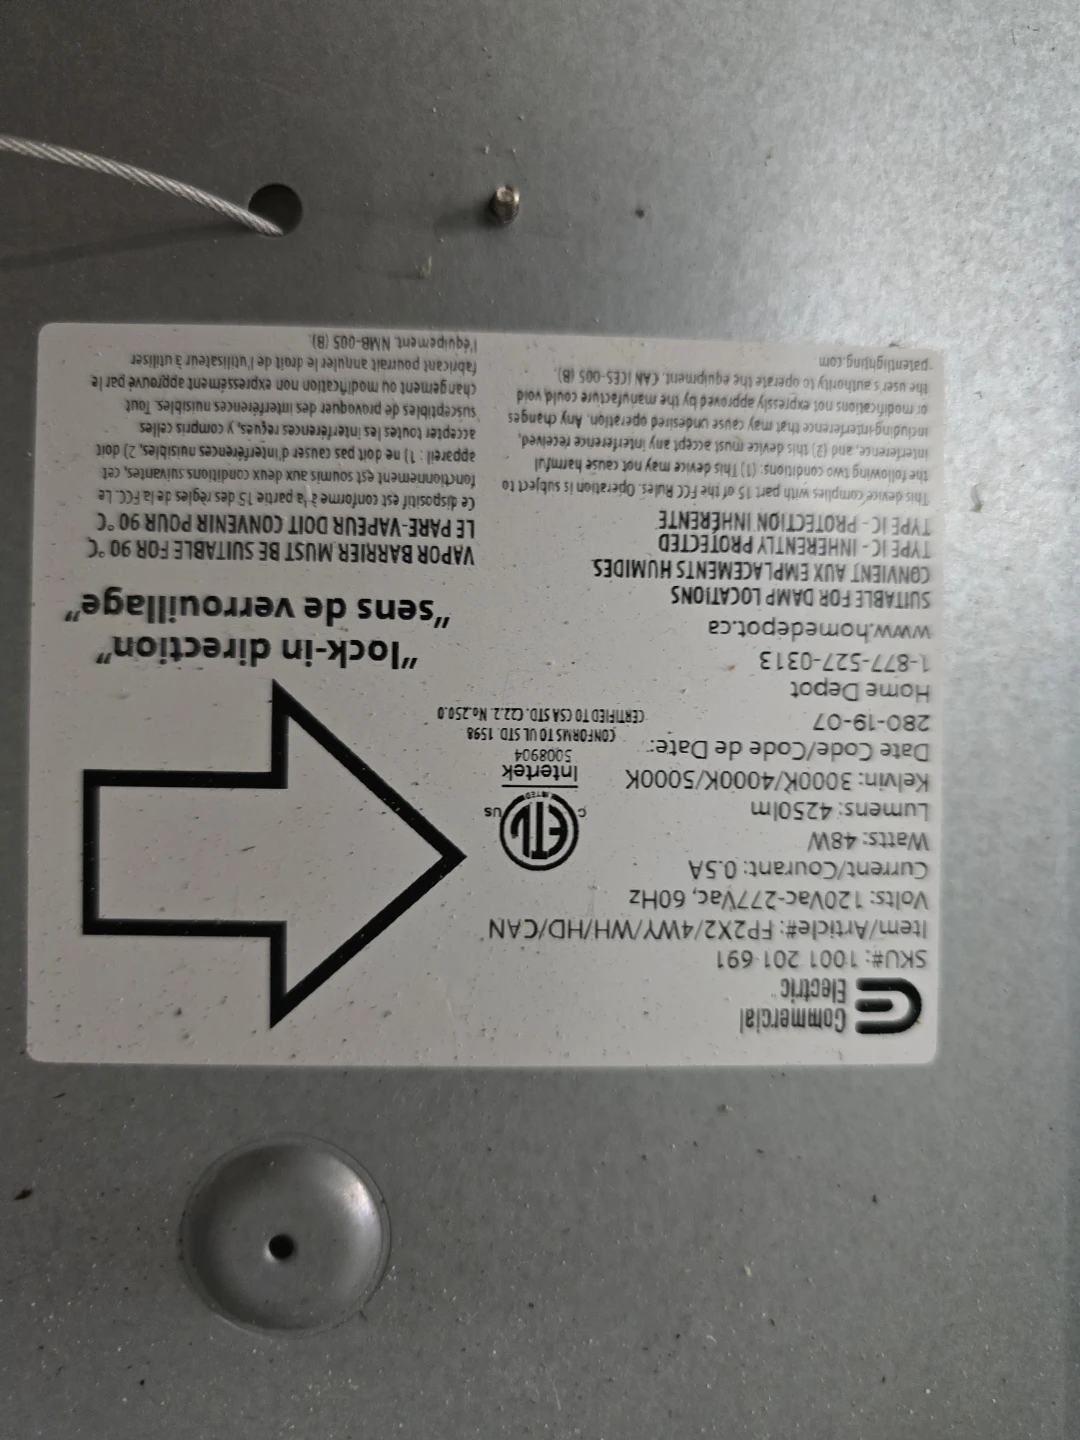 Commercial
Electric™
SKU#: 1001 201 691
Item/Article#: FP2X2/4WY/WH/HD/CAN
Volts: 120Vac-277Vac, 60Hz
Current/Courant: 0.5A
Watts: 48W
Lumens: 4250lm
Kelvin: 3000K/4000K/5000K
Date Code/Code de Date:
280-19-07
Home Depot
1-877-527-0313
www.homedepot.ca
SUITABLE FOR DAMP LOCATIONS
CONVIENT AUX EMPLACEMENTS HUMIDES
TYPE IC - INHERENTLY PROTECTED
TYPE IC - PROTECTION INHÉRENTE
This device complies with part 15 of the FCC Rules. Operation is subject to
the following two conditions: (1) This device may not cause harmful
interference, and (2) this device must accept any interference received,
including interference that may cause undesired operation. Any changes
or modifications not expressly approved by the manufacture could void
the user's authority to operate the equipment. CAN ICES-005 (B)
patentlighting.com
C ETL US
LISTED
Intertek
5008904
CONFORMS TO UL STD. 1598
CERTIFIED TO CSA STD. C22.2. No.250.0
"lock-in direction"
"sens de verrouillage"
VAPOR BARRIER MUST BE SUITABLE FOR 90 °C
LE PARE-VAPEUR DOIT CONVENIR POUR 90 °C
Ce dispositif est conforme à la partie 15 des règles de la FCC. Le
fonctionnement est soumis aux deux conditions suivantes, cet
appareil : 1) ne doit pas causer d'interférences nuisibles, 2) doit
accepter toutes les interférences reçues, y compris celles
susceptibles de provoquer des interférences nuisibles. Tout
changement ou modification non expressément approuvé par le
fabricant pourrait annuler le droit de l'utilisateur à utiliser
l'équipement. NMB-005 (B).